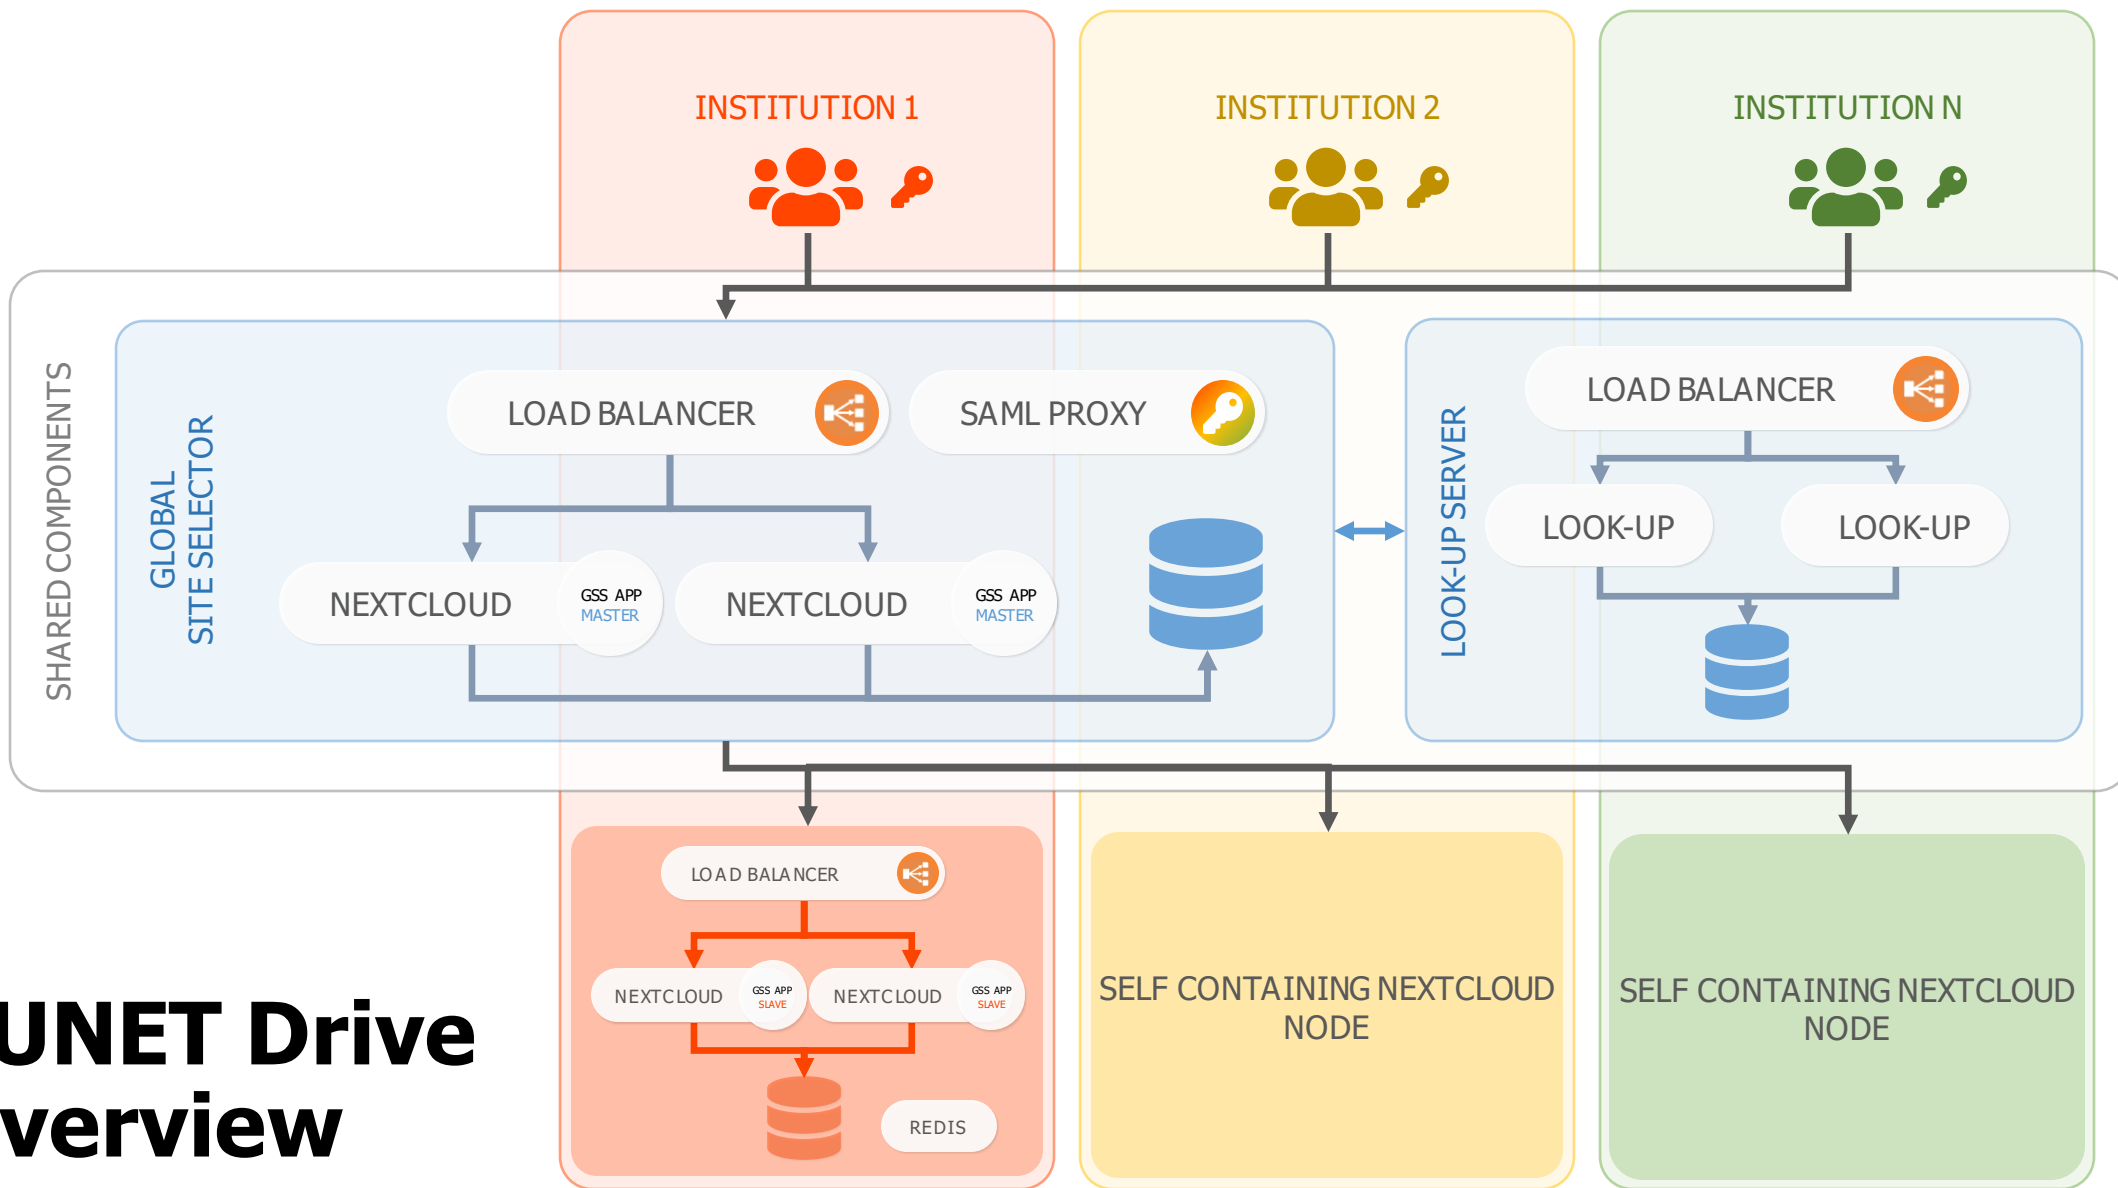 INSTITUTION 1
INSTITUTION 2
INSTITUTION N
SHARED COMPONENTS
GLOBAL
SITE SELECTOR
LOAD BALANCER
SAML PROXY
NEXTCLOUD
GSS APP
MASTER
NEXTCLOUD
GSS APP
MASTER
LOOK-UP SERVER
LOAD BALANCER
LOOK-UP
LOOK-UP
LOAD BALANCER
NEXTCLOUD
GSS APP
SLAVE
NEXTCLOUD
GSS APP
SLAVE
REDIS
SELF CONTAINING NEXTCLOUD
NODE
SELF CONTAINING NEXTCLOUD
NODE
UNET Drive
verview